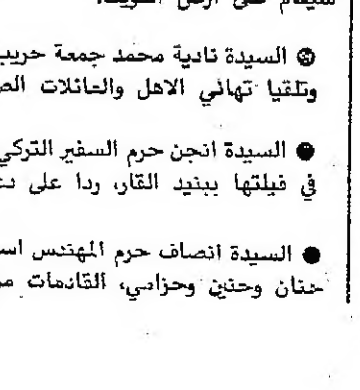 سيقام على أرض الكويت.
السيدة نادية محمد جمعة حريب
وتلقيا تهاني الاهل والعائلات
● السيدة انجن حرم السفير التركي
في فيلتها ببنيد القار، ردا على
● السيدة انصاف حرم المهندس
حنان وحنين وحزامي، القادمات